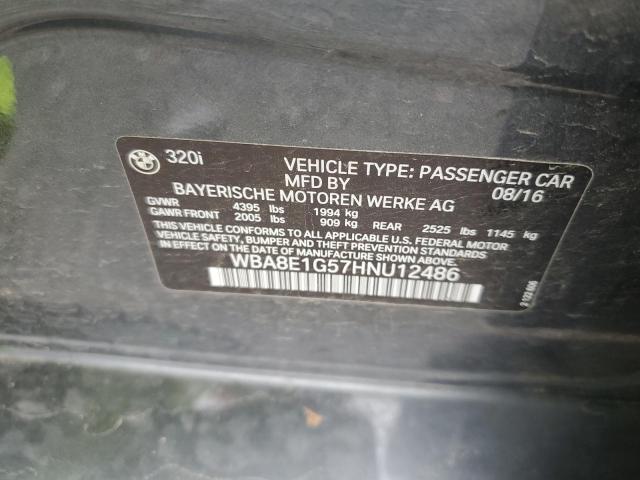 320i
VEHICLE TYPE: PASSENGER CAR
MFD BY 08/16
BAYERISCHE MOTOREN WERKE AG
GVWR 4395 lbs 1994 kg
GAWR FRONT 2005 lbs 909 kg REAR 2525 lbs 1145 kg
THIS VEHICLE CONFORMS TO ALL APPLICABLE U.S. FEDERAL MOTOR
VEHICLE SAFETY, BUMPER AND THEFT PREVENTION STANDARDS IN
EFFECT ON THE DATE OF MANUFACTURE SHOWN ABOVE.
WBA8E1G57HNU12486